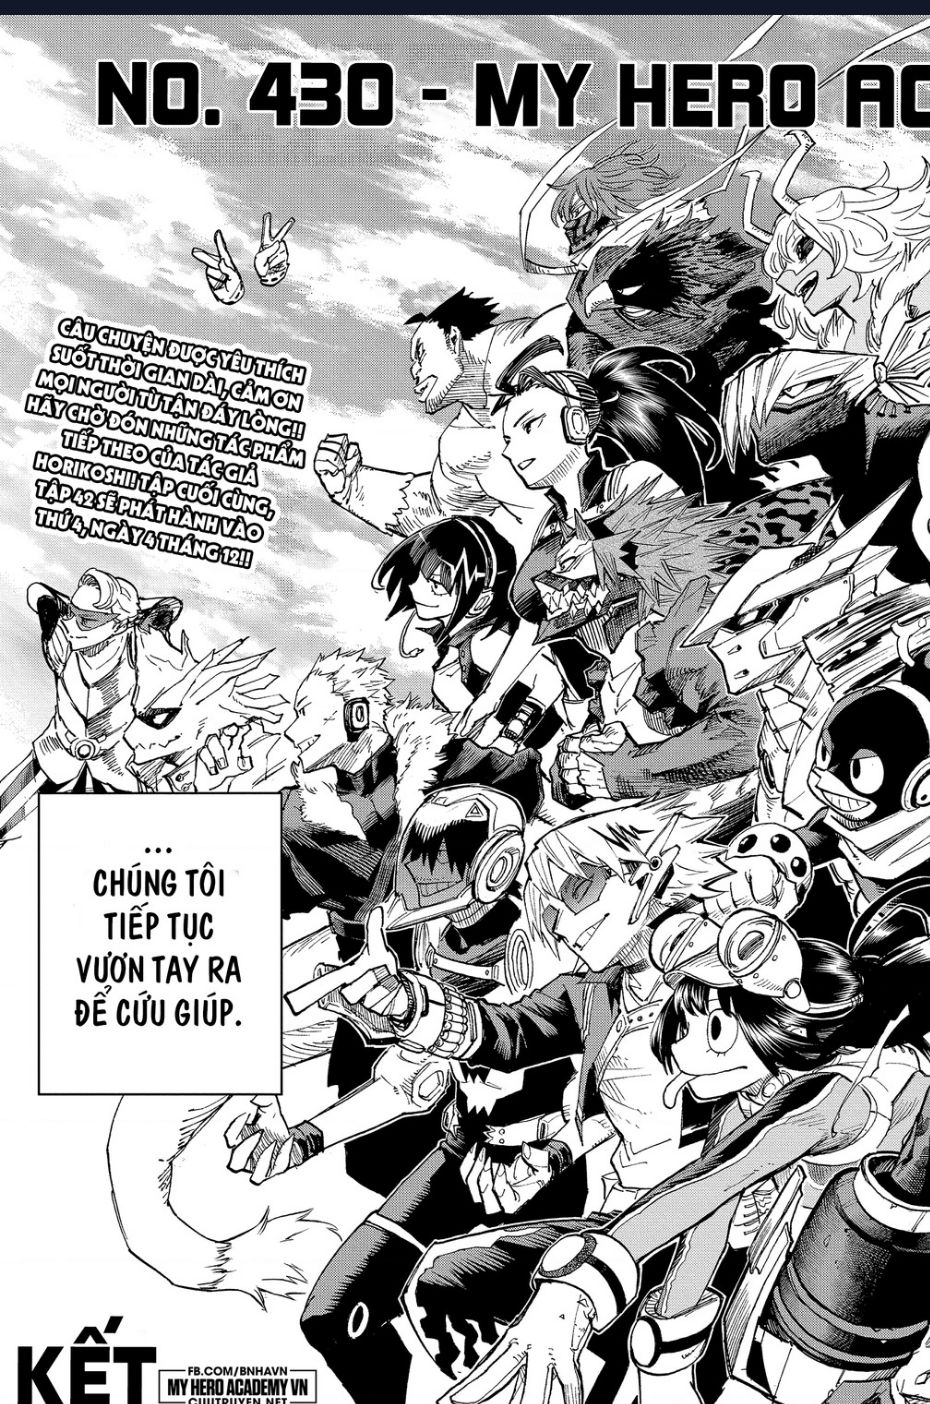 NO. 430 - MY HERO AC
CÂU CHUYỆN ĐƯỢC YÊU THÍCH
SUỐT THỜI GIAN DÀI, CẢM ƠN
MỌI NGƯỜI TỪ TẬN ĐÁY LÒNG!!
HÃY CHỜ ĐÓN NHỮNG TÁC PHẨM
TIẾP THEO CỦA TÁC GIẢ
HORIKOSHI! TẬP CUỐI CÙNG,
TẬP 42 SẼ PHÁT HÀNH VÀO
THỨ 4, NGÀY 4 THÁNG 12!!
...
CHÚNG TÔI
TIẾP TỤC
VƯƠN TAY RA
ĐỂ CỨU GIÚP.
KẾT
FB.COM/BNHAVN
MY HERO ACADEMY VN
CUUTRUYEN.NET